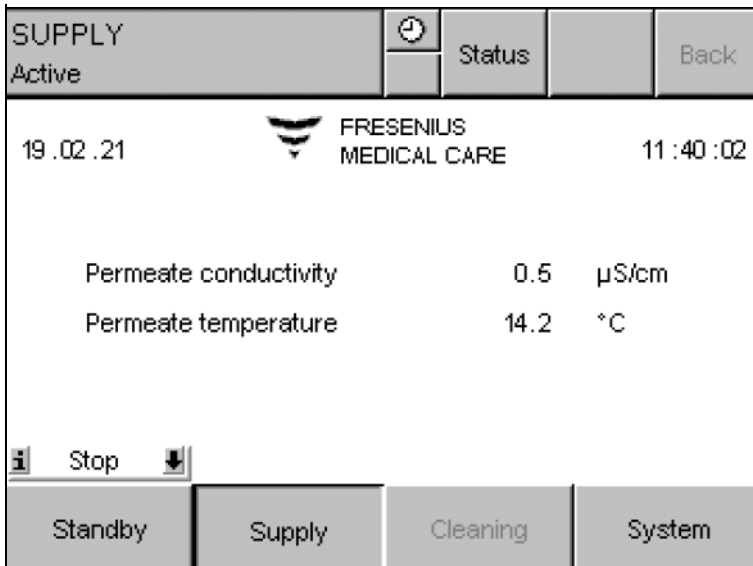 SUPPLY
Active
Status
Back
19.02.21
FRESENIUS
MEDICAL CARE
11:40:02
Permeate conductivity 0.5 µS/cm
Permeate temperature 14.2 °C
i Stop
Standby
Supply
Cleaning
System